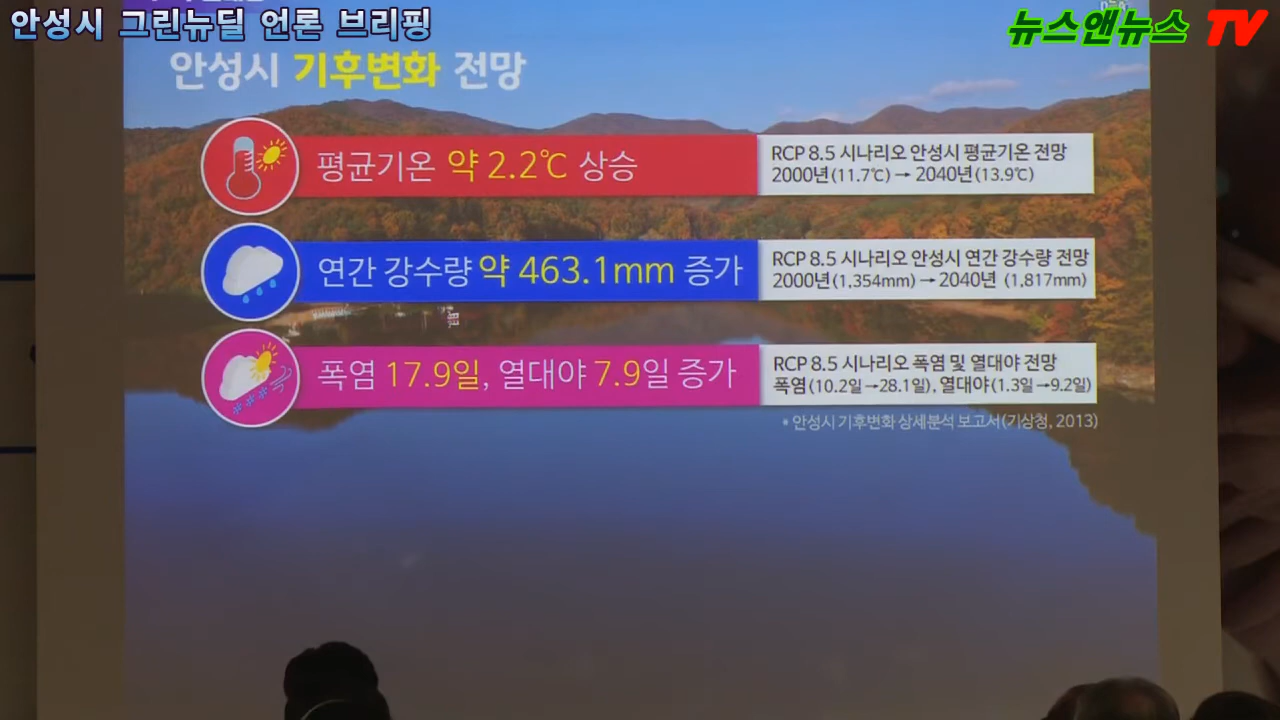 안성시 그린뉴딜 언론 브리핑
뉴스앤뉴스 TV
안성시 기후변화 전망
평균기온 약 2.2℃ 상승
RCP 8.5 시나리오 안성시 평균기온 전망
2000년(11.7℃) → 2040년(13.9℃)
연간 강수량 약 463.1mm 증가
RCP 8.5 시나리오 안성시 연간 강수량 전망
2000년(1,354mm) → 2040년 (1,817mm)
폭염 17.9일, 열대야 7.9일 증가
RCP 8.5 시나리오 폭염 및 열대야 전망
폭염(10.2일→28.1일), 열대야(1.3일→9.2일)
* 안성시 기후변화 상세분석 보고서(기상청, 2013)